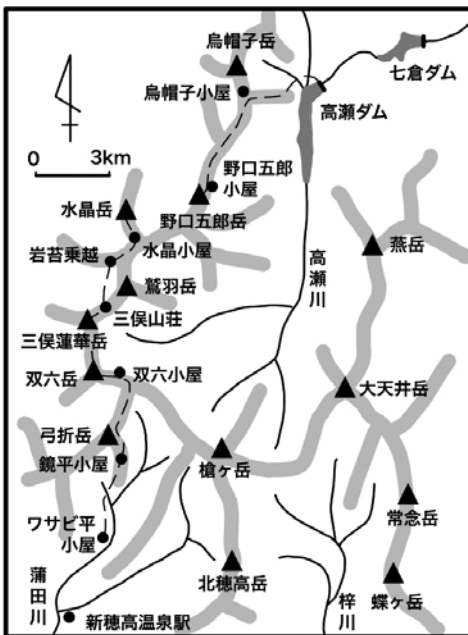 烏帽子岳
七倉ダム
烏帽子小屋
高瀬ダム
0
3km
野口五郎
小屋
水晶岳
野口五郎岳
岩苔乗越
水晶小屋
高瀬川
燕岳
鷲羽岳
三俣山荘
三俣蓮華岳
双六岳
双六小屋
大天井岳
弓折岳
鏡平小屋
槍ヶ岳
常念岳
ワサビ平
小屋
蒲田川
北穂高岳
梓川
蝶ヶ岳
新穂高温泉駅